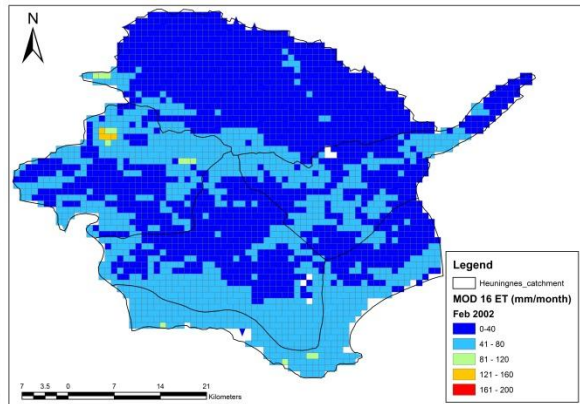 N
Legend
Heuningnes_catchment
MOD 16 ET (mm/month)
Feb 2002
0-40
41 - 80
81 - 120
121 - 160
161 - 200
7 3.5 0 7 14 21
Kilometers